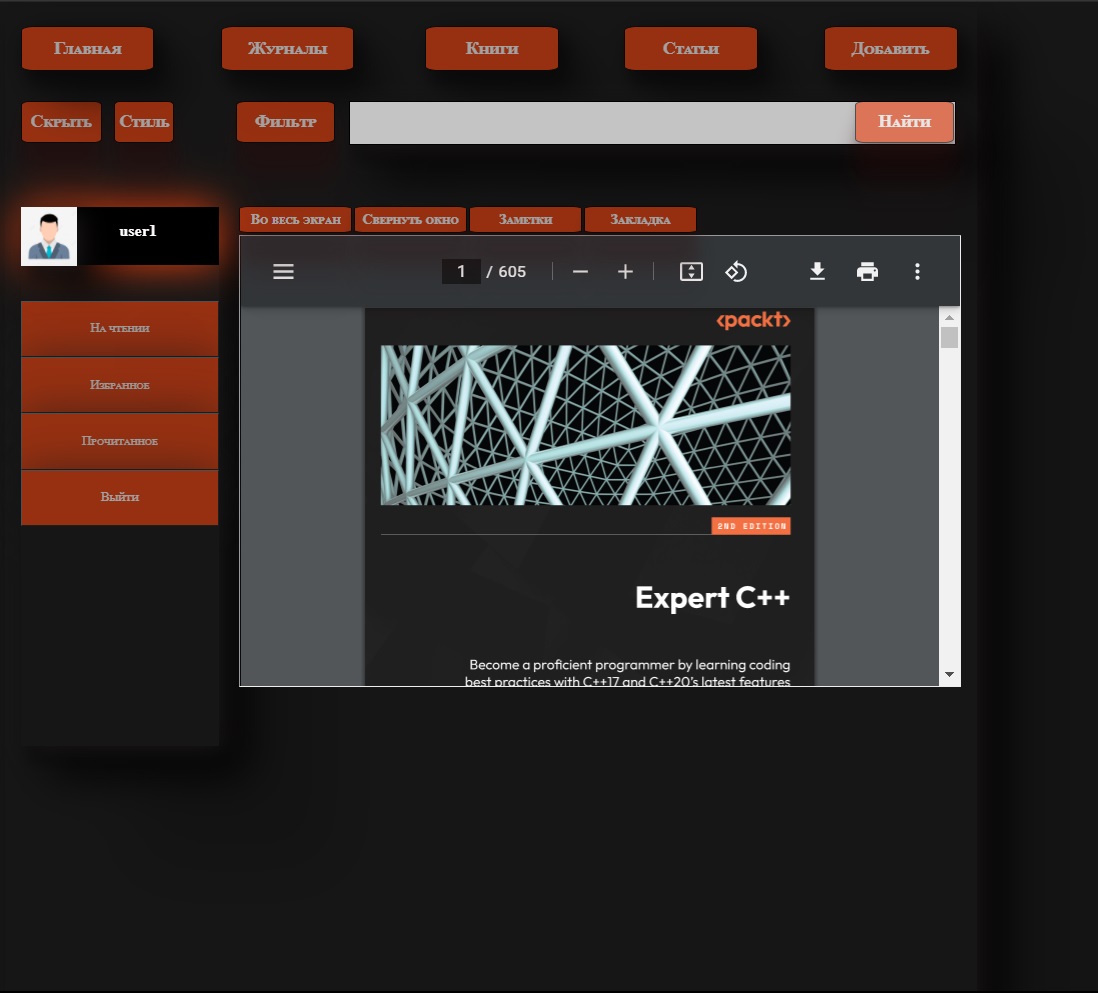 Главная Журналы Книги Статьи Добавить
Скрыть Стиль Фильтр Найти
user1
Во весь экран Свернуть окно Заметки Закладка
1 / 605
На чтении
Избранное
Прочитанное
Выйти
<packt>
2ND EDITION
Expert C++
Become a proficient programmer by learning coding
best practices with C++17 and C++20's latest features